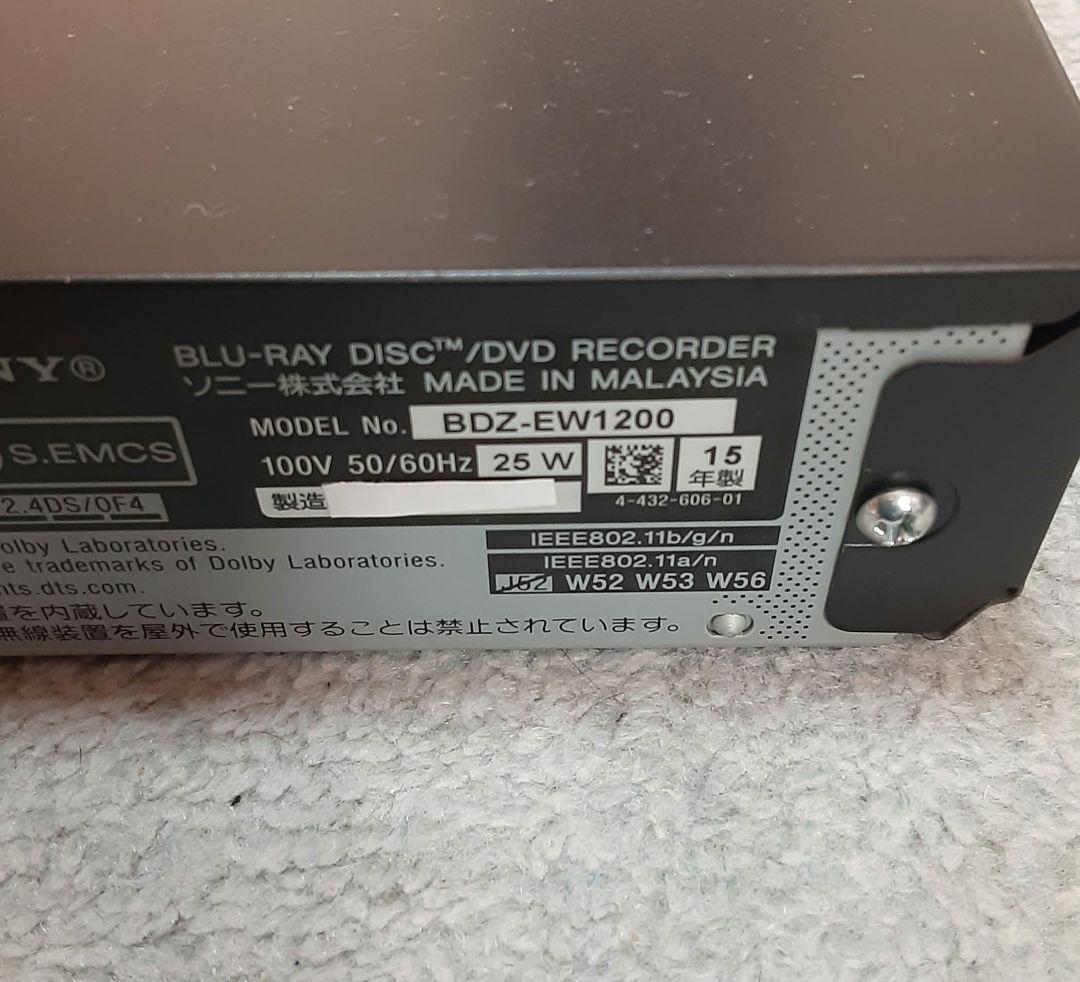 NY®
BLU-RAY DISC™/DVD RECORDER
ソニー株式会社 MADE IN MALAYSIA
MODEL No. BDZ-EW1200
S.EMCS
100V 50/60Hz 25 W
15
年製
2.4DS/OF4
製造
4-432-606-01
olby Laboratories.
e trademarks of Dolby Laboratories.
nts.dts.com.
IEEE802.11b/g/n
IEEE802.11a/n
J52 W52 W53 W56
置を内蔵しています。
無線装置を屋外で使用することは禁止されています。